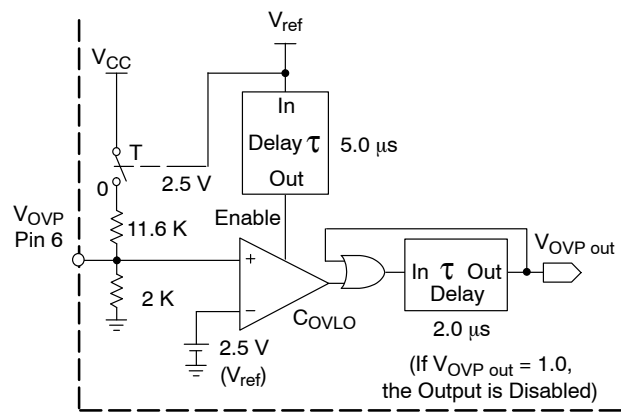 V_ref
V_CC
In
Delay τ
Out
5.0 μs
T
0
2.5 V
Enable
V_OVP
Pin 6
11.6 K
2 K
+
−
C_OVLO
2.5 V
(V_ref)
In τ Out
Delay
2.0 μs
V_OVP out
(If V_OVP out = 1.0,
the Output is Disabled)